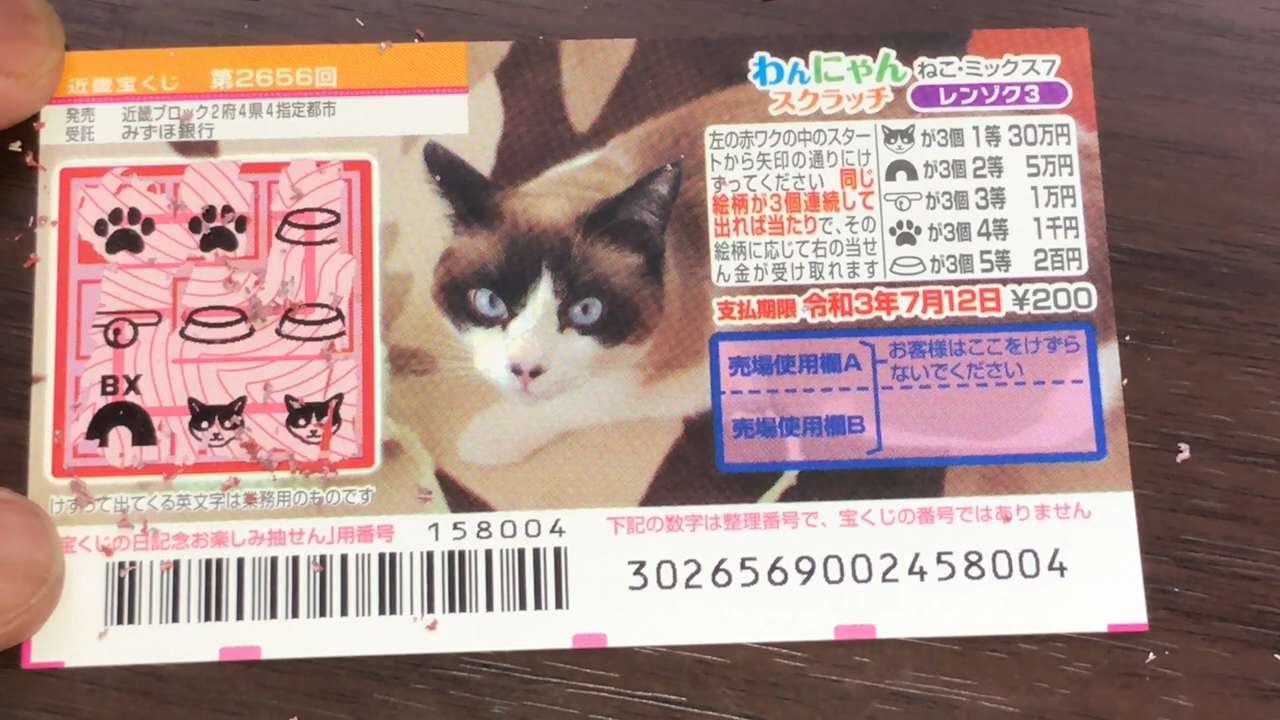 近畿宝くじ 第2656回
発売 近畿ブロック2府4県4指定都市
受託 みずほ銀行
わんにゃん
スクラッチ
ねこ・ミックス7
レンゾク3
左の赤ワクの中のスター
トから矢印の通りにけ
ずってください 同じ
絵柄が3個連続して
出れば当たりで、その
絵柄に応じて右の当せ
ん金が受け取れます
が3個 1等 30万円
が3個 2等 5万円
が3個 3等 1万円
が3個 4等 1千円
が3個 5等 2百円
支払期限 令和3年7月12日 ¥200
売場使用欄A
売場使用欄B
お客様はここをけずら
ないでください
BX
けずって出てくる英文字は業務用のものです
宝くじの日記念お楽しみ抽せん」用番号 158004
下記の数字は整理番号で、宝くじの番号ではありません
302656900245 8004